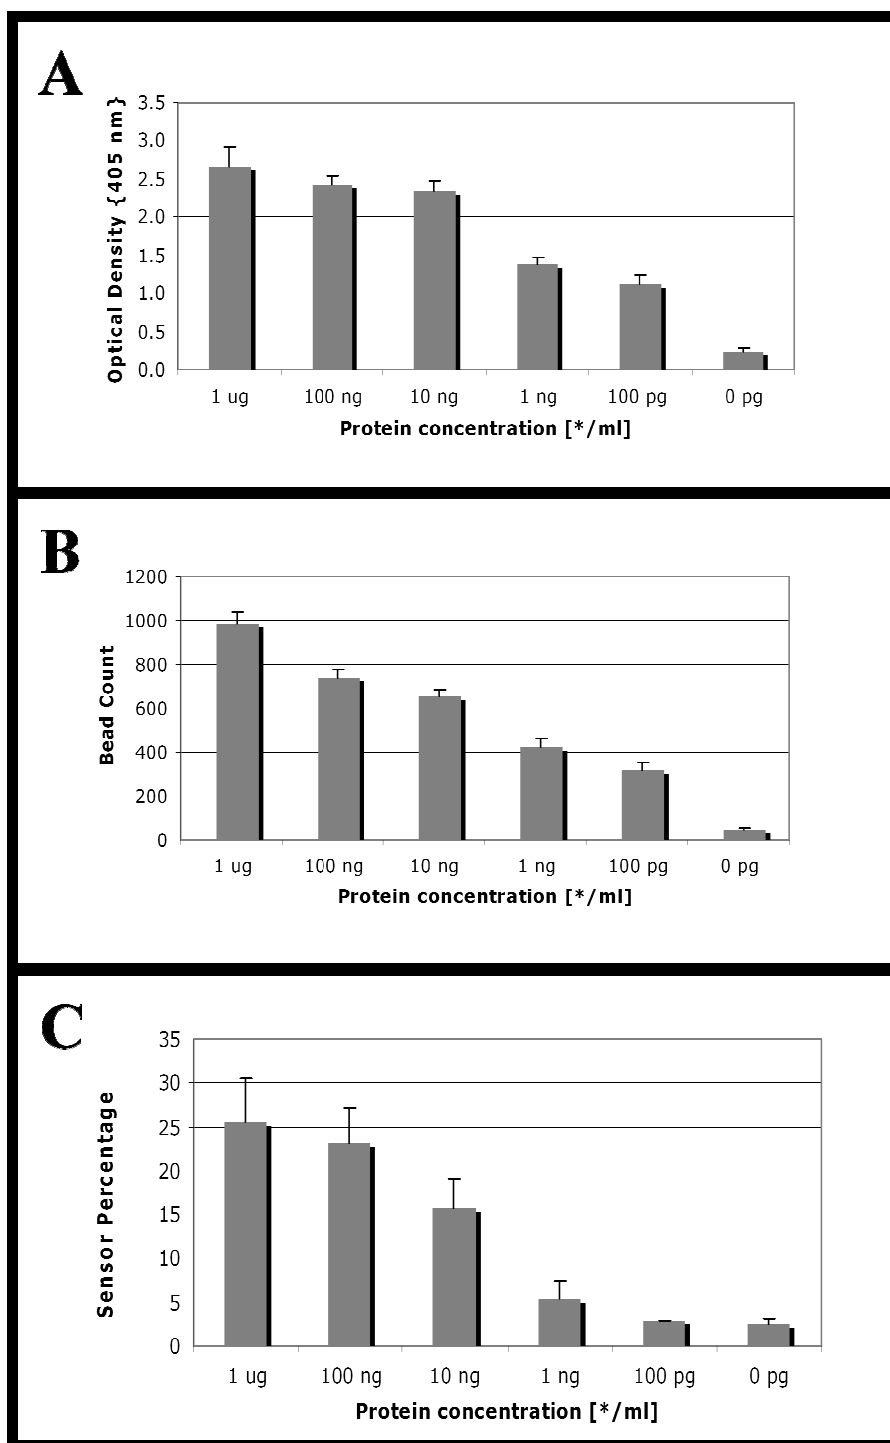 A
Optical Density {405 nm}
3.5
3.0
2.5
2.0
1.5
1.0
0.5
0.0
1 ug 100 ng 10 ng 1 ng 100 pg 0 pg
Protein concentration [*/ml]
B
Bead Count
1200
1000
800
600
400
200
0
1 ug 100 ng 10 ng 1 ng 100 pg 0 pg
Protein concentration [*/ml]
C
Sensor Percentage
35
30
25
20
15
10
5
0
1 ug 100 ng 10 ng 1 ng 100 pg 0 pg
Protein concentration [*/ml]